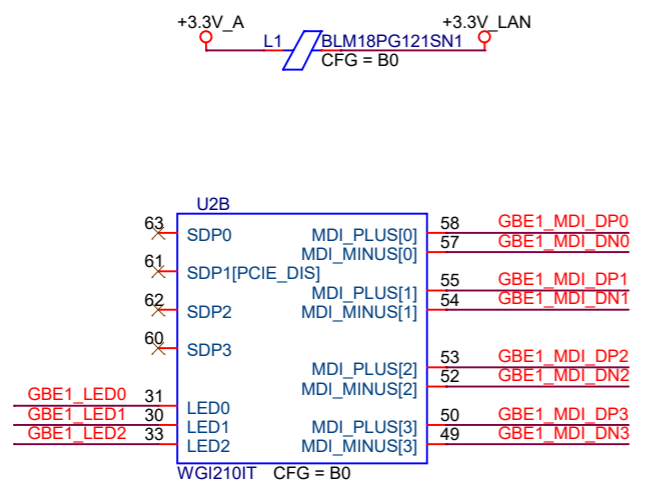 +3.3V_A +3.3V_LAN
L1 BLM18PG121SN1
CFG = B0
U2B
63 SDP0 MDI_PLUS[0] 58 GBE1_MDI_DP0
MDI_MINUS[0] 57 GBE1_MDI_DN0
61 SDP1[PCIE_DIS] MDI_PLUS[1] 55 GBE1_MDI_DP1
62 SDP2 MDI_MINUS[1] 54 GBE1_MDI_DN1
60 SDP3
MDI_PLUS[2] 53 GBE1_MDI_DP2
MDI_MINUS[2] 52 GBE1_MDI_DN2
GBE1_LED0 31 LED0
GBE1_LED1 30 LED1 MDI_PLUS[3] 50 GBE1_MDI_DP3
GBE1_LED2 33 LED2 MDI_MINUS[3] 49 GBE1_MDI_DN3
WGI210IT CFG = B0